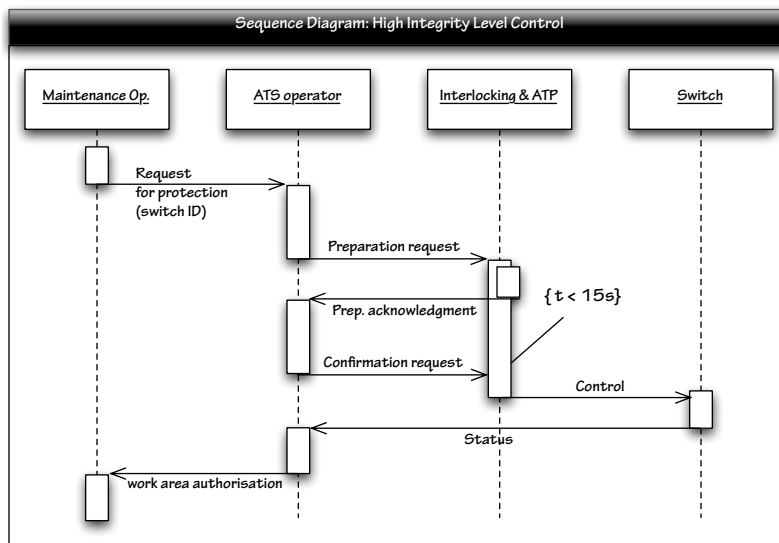 Sequence Diagram: High Integrity Level Control
Maintenance Op.
ATS operator
Interlocking & ATP
Switch
Request
for protection
(switch ID)
Preparation request
{t < 15s}
Prep. acknowledgment
Confirmation request
Control
Status
work area authorisation